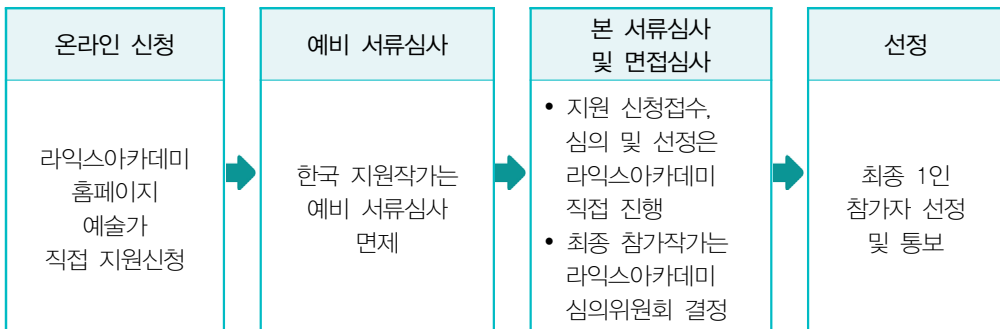 온라인 신청
라익스아카데미
홈페이지
예술가
직접 지원신청
예비 서류심사
한국 지원작가는
예비 서류심사
면제
본 서류심사
및 면접심사
• 지원 신청접수,
심의 및 선정은
라익스아카데미
직접 진행
• 최종 참가작가는
라익스아카데미
심의위원회 결정
선정
최종 1인
참가자 선정
및 통보